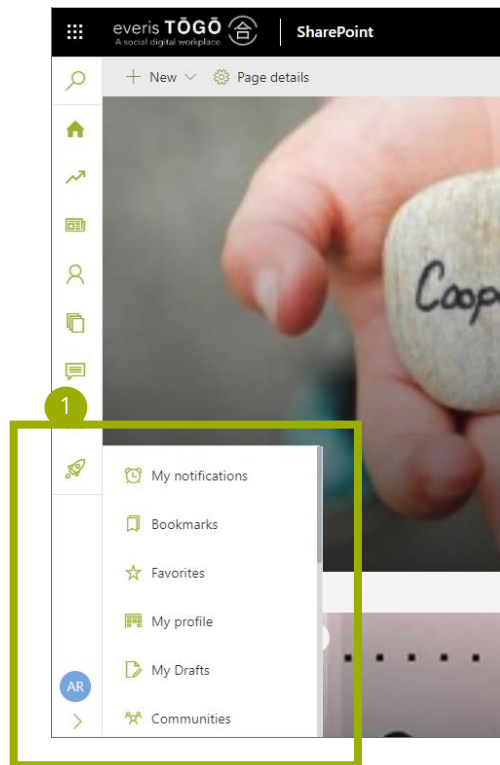 everis TŌGŌ 合 SharePoint
A social digital workplace
New Page details
Coop
1
My notifications
Bookmarks
Favorites
My profile
My Drafts
AR
Communities